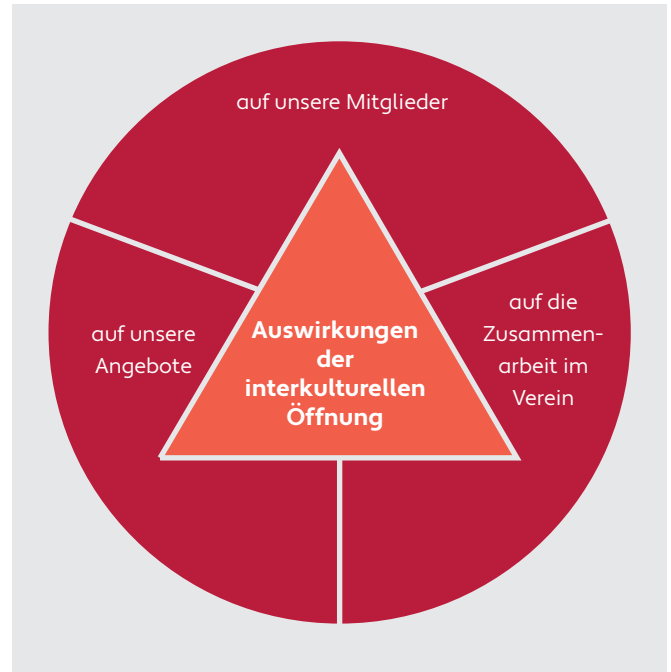 auf unsere Mitglieder
auf unsere
Angebote
Auswirkungen
der
interkulturellen
Öffnung
auf die
Zusammen-
arbeit im
Verein